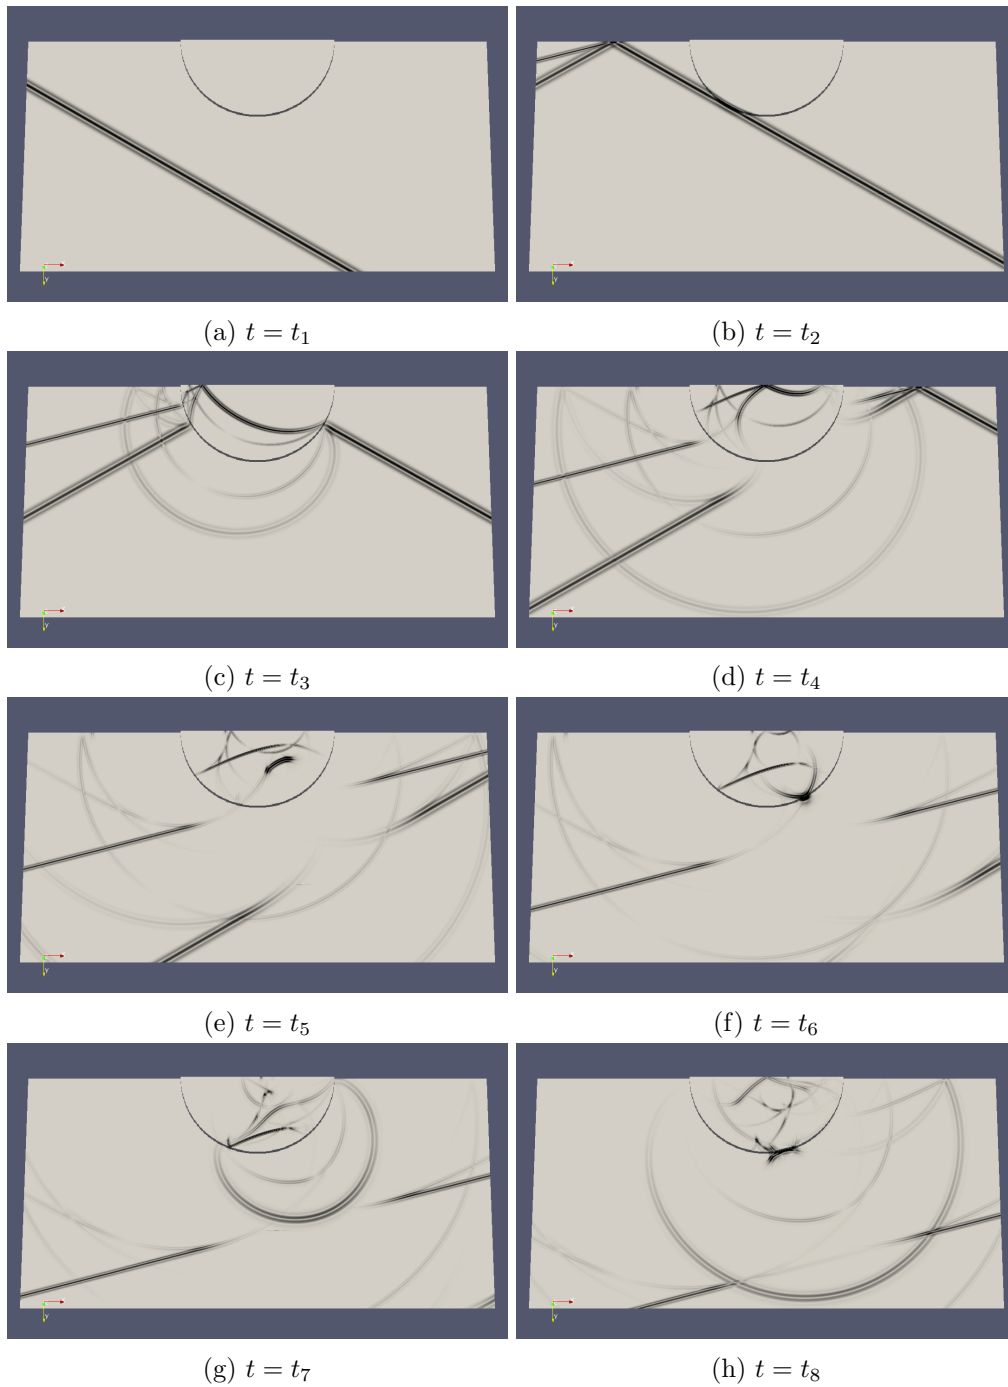 (a) t = t₁
(b) t = t₂
(c) t = t₃
(d) t = t₄
(e) t = t₅
(f) t = t₆
(g) t = t₇
(h) t = t₈